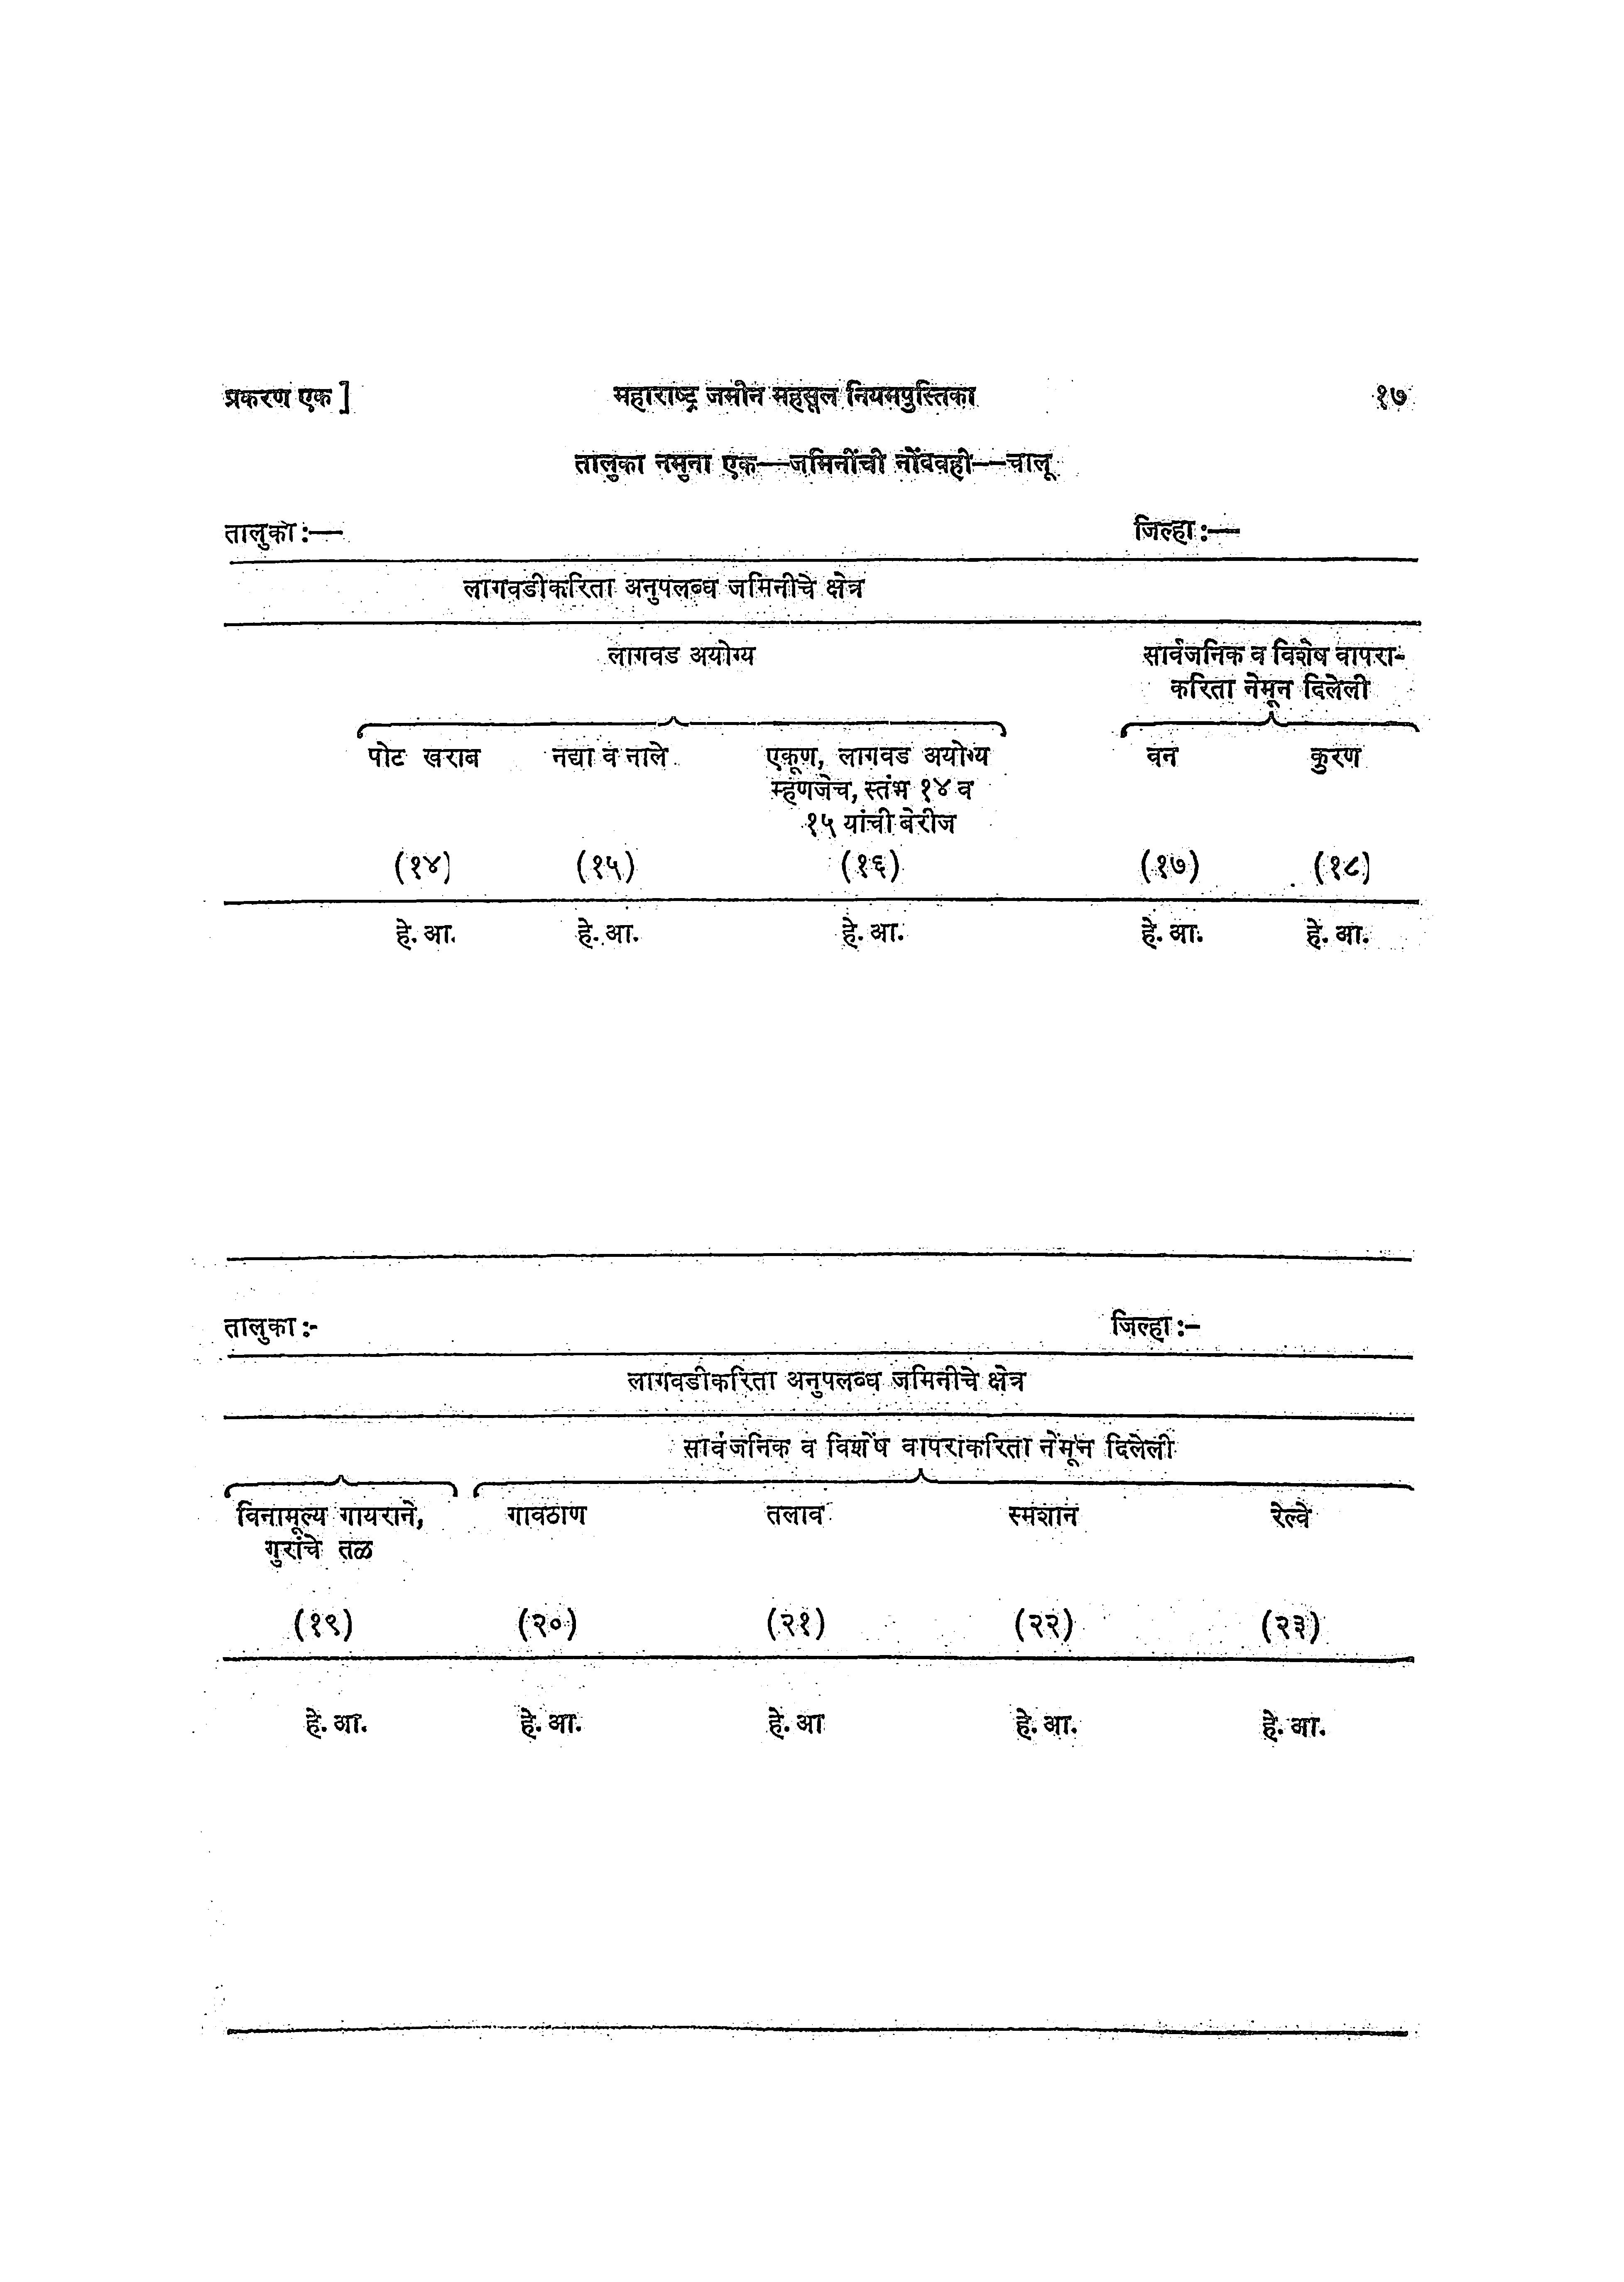 प्रकरण एक] महाराष्ट्र जमीन महसूल नियमपुस्तिका १७
तालुका नमुना एक—जमिनींची नोंदवही—चालू
तालुका :— जिल्हा :—
लागवडीकरिता अनुपलब्ध जमिनीचे क्षेत्र
लागवड अयोग्य सार्वजनिक व विशेष वापरा-
करिता नेमून दिलेली
पोट खराब नद्या व नाले एकूण, लागवड अयोग्य वन कुरण
म्हणजेच, स्तंभ १४ व
१५ यांची बेरीज
(१४) (१५) (१६) (१७) (१८)
हे. आ. हे. आ. हे. आ. हे. आ. हे. आ.
तालुका :- जिल्हा :-
लागवडीकरिता अनुपलब्ध जमिनीचे क्षेत्र
सार्वजनिक व विशेष वापराकरिता नेमून दिलेली
विनामूल्य गायराने, गावठाण तलाव स्मशान रेल्वे
गुरांचे तळ
(१९) (२०) (२१) (२२) (२३)
हे. आ. हे. आ. हे. आ हे. आ. हे. आ.